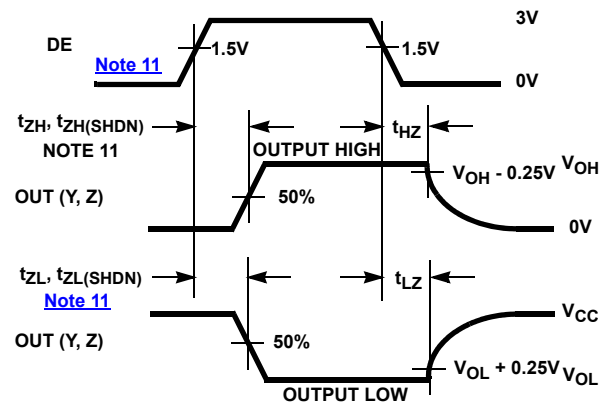 3V
DE
1.5V
1.5V
Note 11
0V
tZH, tZH(SHDN)
NOTE 11
tHZ
OUTPUT HIGH
VOH
VOH - 0.25V
OUT (Y, Z)
50%
0V
tZL, tZL(SHDN)
Note 11
tLZ
VCC
OUT (Y, Z)
50%
VOL + 0.25V
VOL
OUTPUT LOW